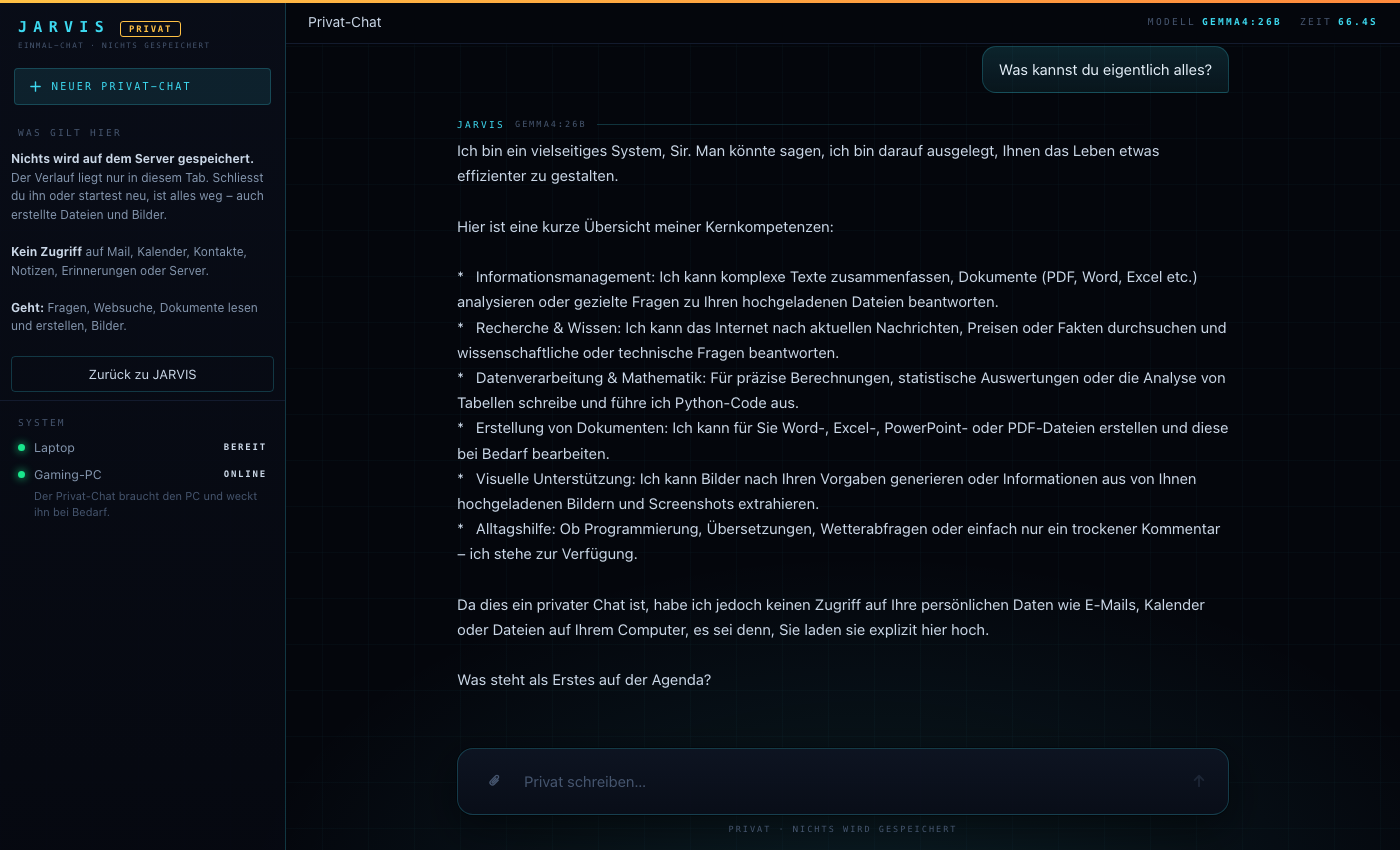 JARVIS PRIVAT
EINMAL-CHAT · NICHTS GESPEICHERT
+ NEUER PRIVAT-CHAT
WAS GILT HIER
Nichts wird auf dem Server gespeichert.
Der Verlauf liegt nur in diesem Tab. Schliesst
du ihn oder startest neu, ist alles weg – auch
erstellte Dateien und Bilder.
Kein Zugriff auf Mail, Kalender, Kontakte,
Notizen, Erinnerungen oder Server.
Geht: Fragen, Websuche, Dokumente lesen
und erstellen, Bilder.
Zurück zu JARVIS
SYSTEM
Laptop BEREIT
Gaming-PC ONLINE
Der Privat-Chat braucht den PC und weckt
ihn bei Bedarf.
Privat-Chat
MODELL GEMMA4:26B ZEIT 66.4S
Was kannst du eigentlich alles?
JARVIS GEMMA4:26B
Ich bin ein vielseitiges System, Sir. Man könnte sagen, ich bin darauf ausgelegt, Ihnen das Leben etwas
effizienter zu gestalten.
Hier ist eine kurze Übersicht meiner Kernkompetenzen:
* Informationsmanagement: Ich kann komplexe Texte zusammenfassen, Dokumente (PDF, Word, Excel etc.)
analysieren oder gezielte Fragen zu Ihren hochgeladenen Dateien beantworten.
* Recherche & Wissen: Ich kann das Internet nach aktuellen Nachrichten, Preisen oder Fakten durchsuchen und
wissenschaftliche oder technische Fragen beantworten.
* Datenverarbeitung & Mathematik: Für präzise Berechnungen, statistische Auswertungen oder die Analyse von
Tabellen schreibe und führe ich Python-Code aus.
* Erstellung von Dokumenten: Ich kann für Sie Word-, Excel-, PowerPoint- oder PDF-Dateien erstellen und diese
bei Bedarf bearbeiten.
* Visuelle Unterstützung: Ich kann Bilder nach Ihren Vorgaben generieren oder Informationen aus von Ihnen
hochgeladenen Bildern und Screenshots extrahieren.
* Alltagshilfe: Ob Programmierung, Übersetzungen, Wetterabfragen oder einfach nur ein trockener Kommentar
– ich stehe zur Verfügung.
Da dies ein privater Chat ist, habe ich jedoch keinen Zugriff auf Ihre persönlichen Daten wie E-Mails, Kalender
oder Dateien auf Ihrem Computer, es sei denn, Sie laden sie explizit hier hoch.
Was steht als Erstes auf der Agenda?
Privat schreiben...
PRIVAT · NICHTS WIRD GESPEICHERT